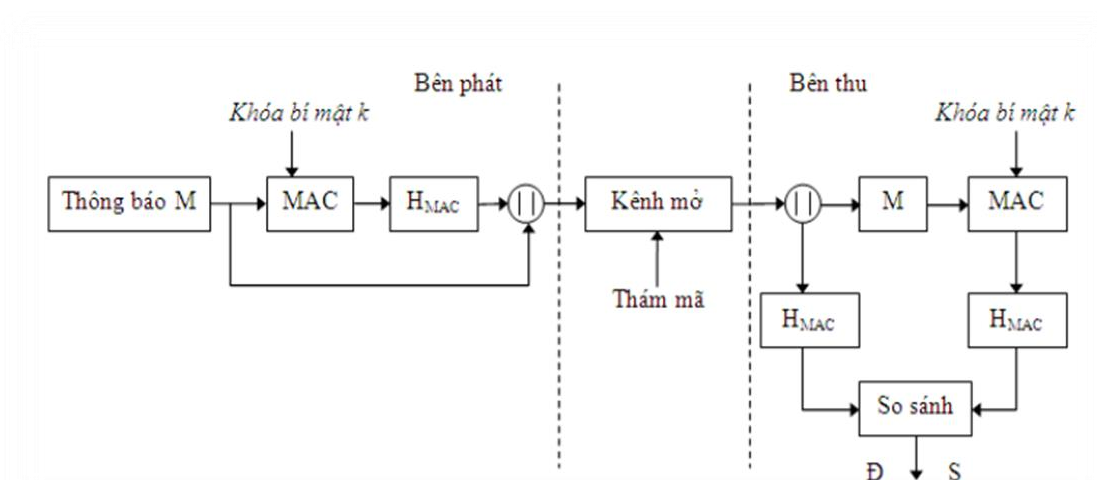 Bên phát
Bên thu
Khóa bí mật k
Khóa bí mật k
Thông báo M
MAC
HMAC
||
Kênh mở
||
M
MAC
Thám mã
HMAC
HMAC
So sánh
Đ
S